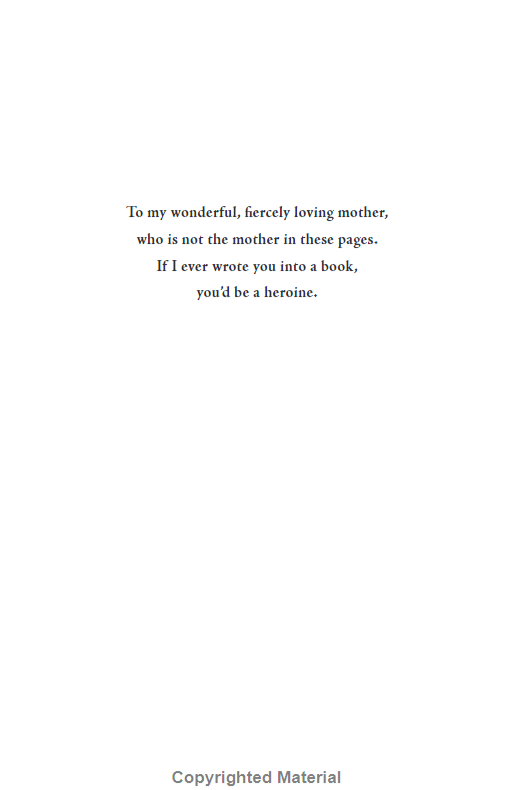 To my wonderful, fiercely loving mother,
who is not the mother in these pages.
If I ever wrote you into a book,
you’d be a heroine.
Copyrighted Material